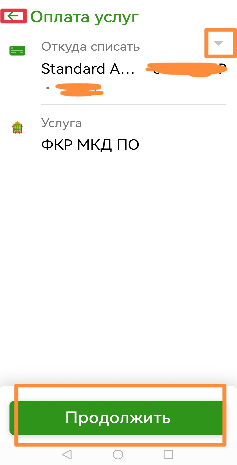 Оплата услуг
Откуда списать
Standard A...
Услуга
ФКР МКД ПО
Продолжить